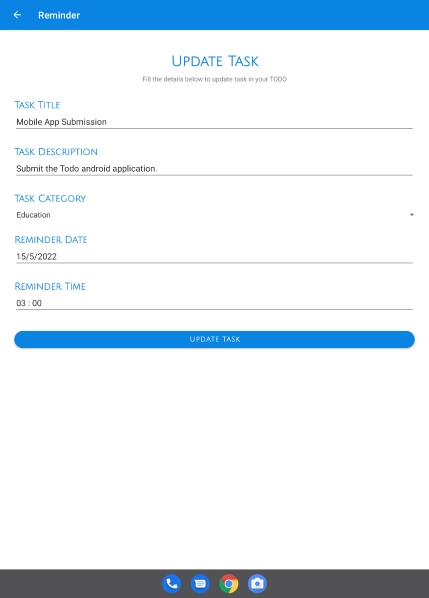 Reminder
Update Task
Fill the details below to update task in your TODO
Task Title
Mobile App Submission
Task Description
Submit the Todo android application.
Task Category
Education
Reminder Date
15/5/2022
Reminder Time
03 : 00
UPDATE TASK